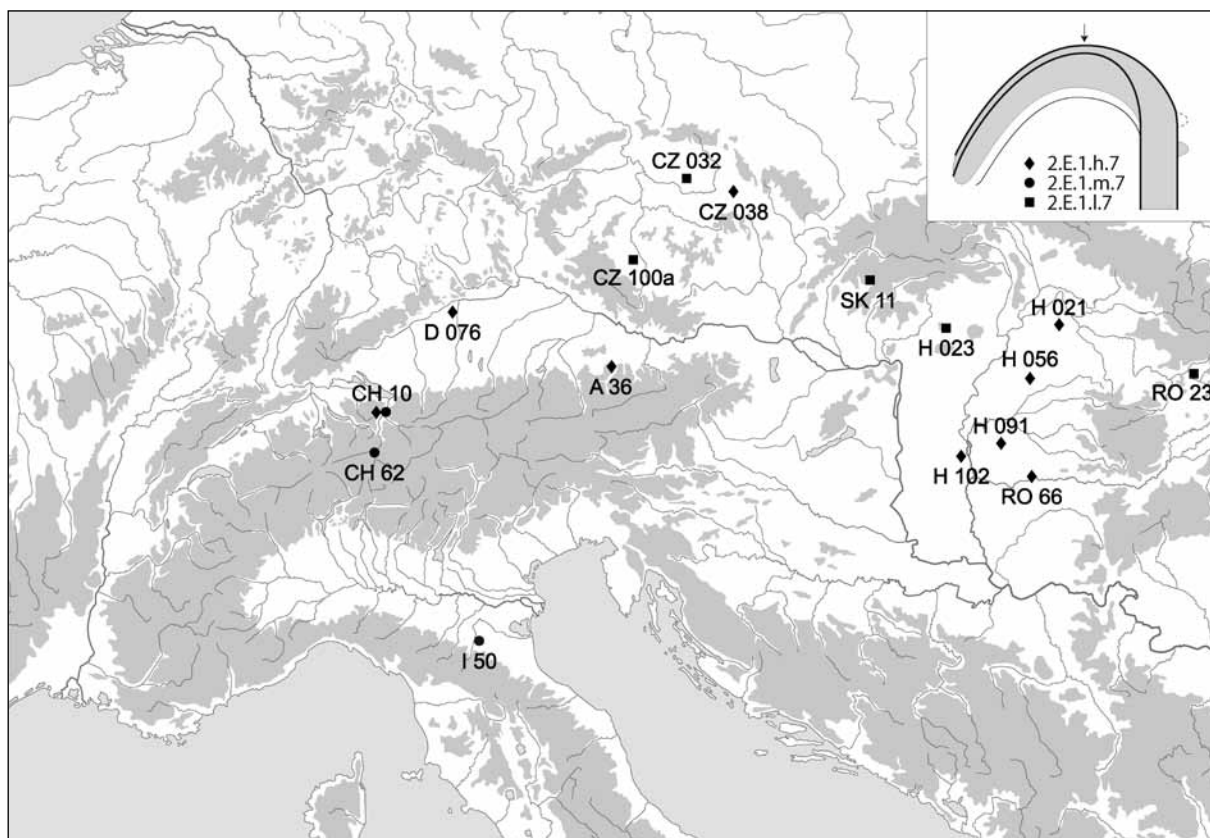 2.E.1.h.7
2.E.1.m.7
2.E.1.l.7
CZ 032
CZ 038
CZ 100a
SK 11
H 021
D 076
H 023
H 056
A 36
RO 23
CH 10
H 091
CH 62
H 102
RO 66
I 50